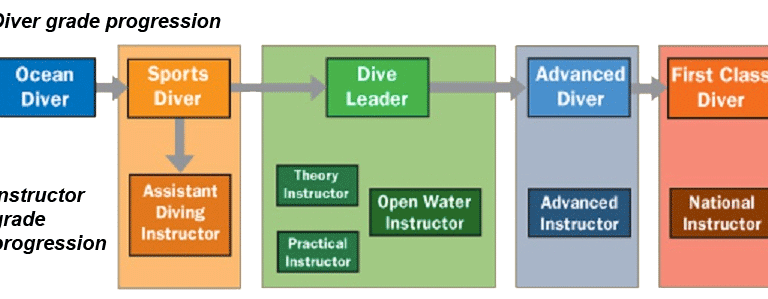 Diver grade progression
Ocean
Diver
Sports
Diver
Dive
Leader
Advanced
Diver
First Class
Diver
Instructor
grade
progression
Assistant
Diving
Instructor
Theory
Instructor
Practical
Instructor
Open Water
Instructor
Advanced
Instructor
National
Instructor